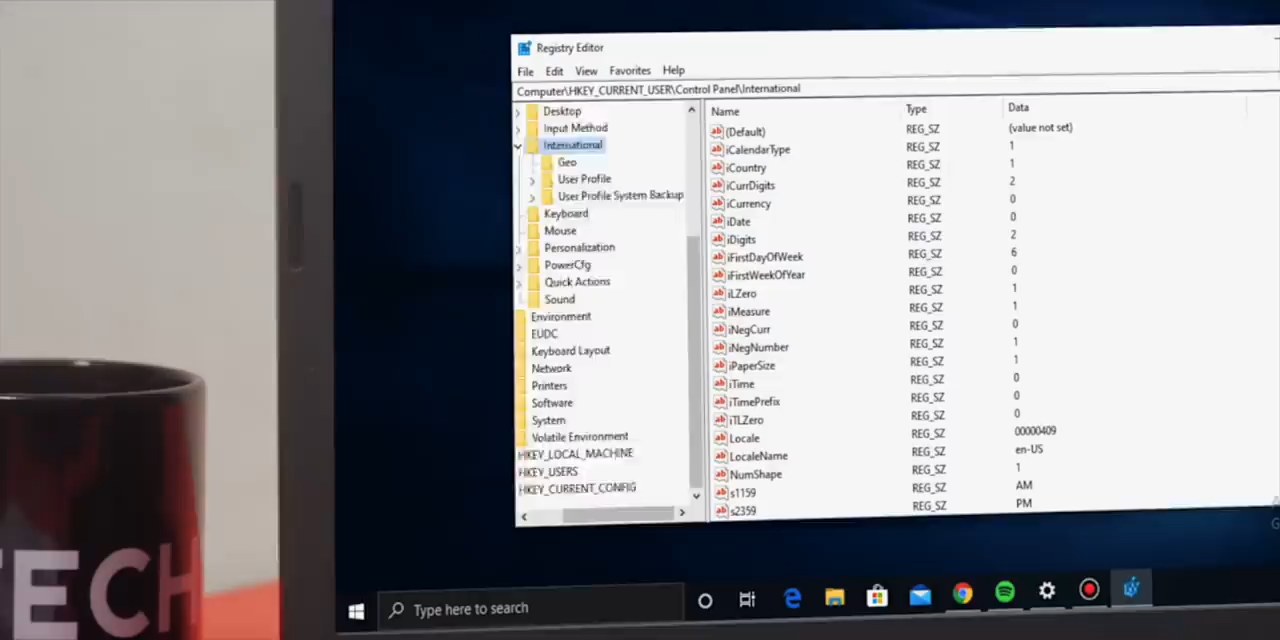 Registry Editor
File Edit View Favorites Help
Computer\HKEY_CURRENT_USER\Control Panel\International
Desktop
Input Method
International
Geo
User Profile
User Profile System Backup
Keyboard
Mouse
Personalization
PowerCfg
Quick Actions
Sound
Environment
EUDC
Keyboard Layout
Network
Printers
Software
System
Volatile Environment
HKEY_LOCAL_MACHINE
HKEY_USERS
HKEY_CURRENT_CONFIG
Name Type Data
(Default) REG_SZ (value not set)
iCalendarType REG_SZ 1
iCountry REG_SZ 1
iCurrDigits REG_SZ 2
iCurrency REG_SZ 0
iDate REG_SZ 0
iDigits REG_SZ 2
iFirstDayOfWeek REG_SZ 6
iFirstWeekOfYear REG_SZ 0
iLZero REG_SZ 1
iMeasure REG_SZ 1
iNegCurr REG_SZ 0
iNegNumber REG_SZ 1
iPaperSize REG_SZ 1
iTime REG_SZ 0
iTimePrefix REG_SZ 0
iTLZero REG_SZ 0
Locale REG_SZ 00000409
LocaleName REG_SZ en-US
NumShape REG_SZ 1
s1159 REG_SZ AM
s2359 REG_SZ PM
Type here to search
TECH